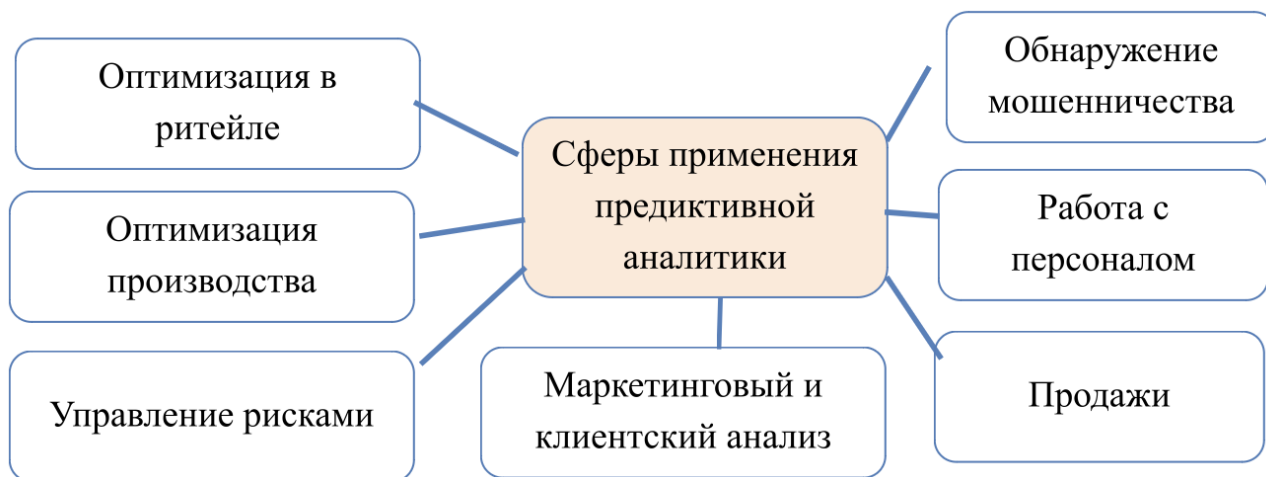 Оптимизация в
ритейле
Оптимизация
производства
Управление рисками
Сферы применения
предиктивной
аналитики
Маркетинговый и
клиентский анализ
Обнаружение
мошенничества
Работа с
персоналом
Продажи